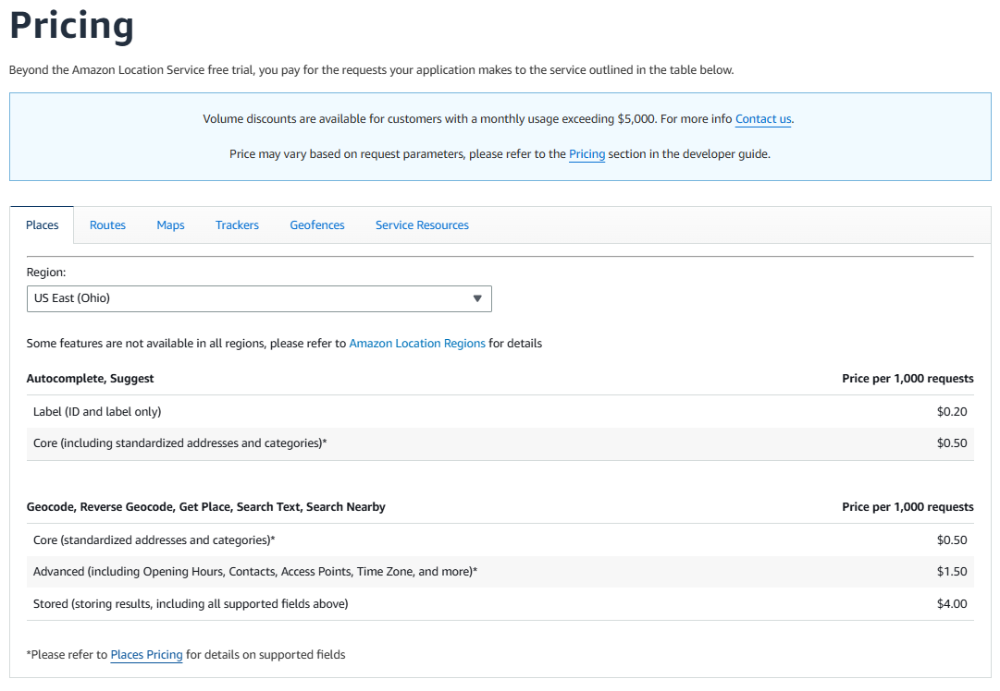 Pricing
Beyond the Amazon Location Service free trial, you pay for the requests your application makes to the service outlined in the table below.
Volume discounts are available for customers with a monthly usage exceeding $5,000. For more info Contact us.
Price may vary based on request parameters, please refer to the Pricing section in the developer guide.
Places Routes Maps Trackers Geofences Service Resources
Region:
US East (Ohio)
Some features are not available in all regions, please refer to Amazon Location Regions for details
Autocomplete, Suggest Price per 1,000 requests
Label (ID and label only) $0.20
Core (including standardized addresses and categories)* $0.50
Geocode, Reverse Geocode, Get Place, Search Text, Search Nearby Price per 1,000 requests
Core (standardized addresses and categories)* $0.50
Advanced (including Opening Hours, Contacts, Access Points, Time Zone, and more)* $1.50
Stored (storing results, including all supported fields above) $4.00
*Please refer to Places Pricing for details on supported fields